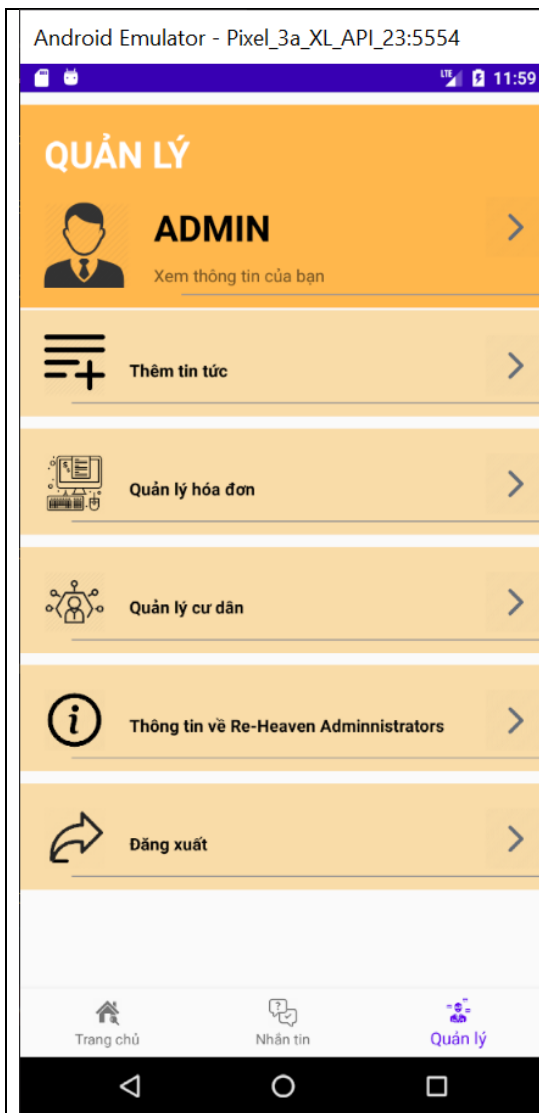 Android Emulator - Pixel_3a_XL_API_23:5554
LTE 11:59
QUẢN LÝ
ADMIN
Xem thông tin của bạn
Thêm tin tức
Quản lý hóa đơn
Quản lý cư dân
Thông tin về Re-Heaven Adminnistrators
Đăng xuất
Trang chủ
Nhắn tin
Quản lý